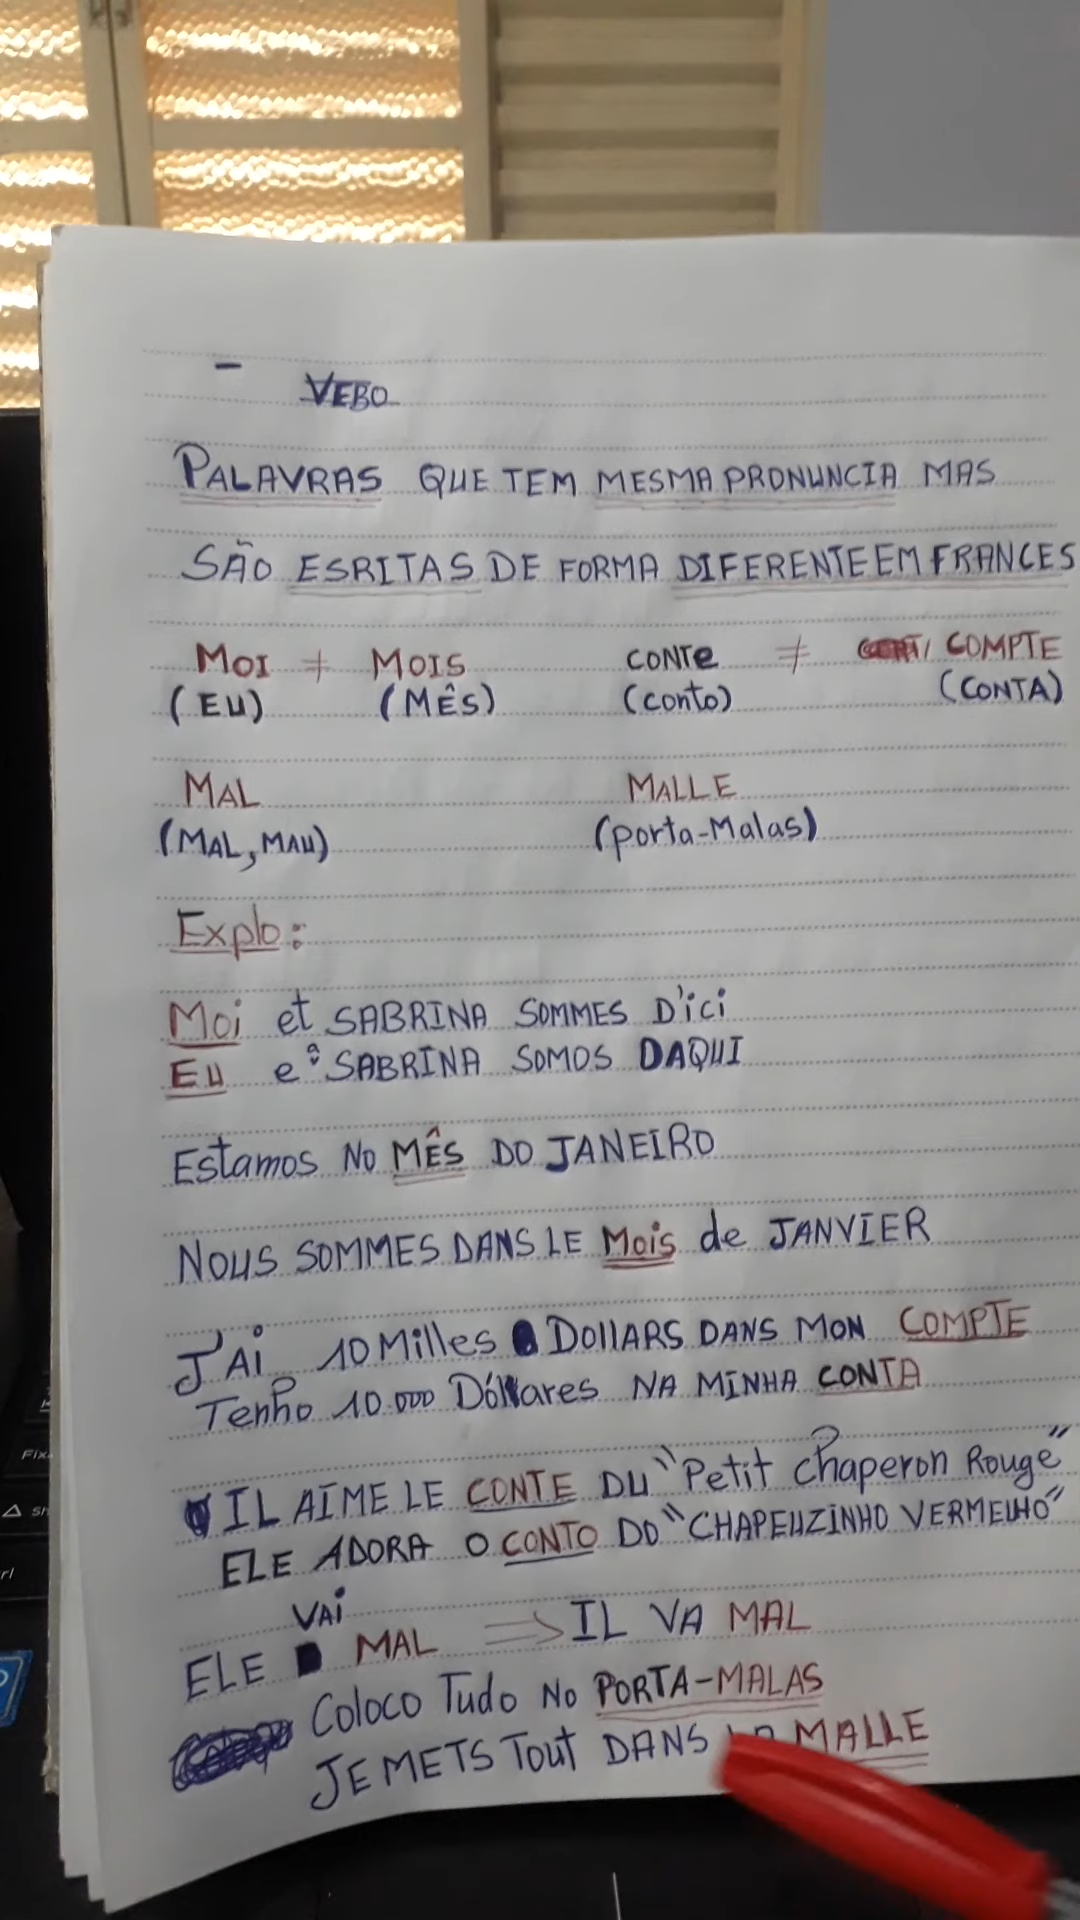 VEBO
PALAVRAS QUE TEM MESMA PRONUNCIA MAS
SÃO ESRITAS DE FORMA DIFERENTE EM FRANCES
MOI ≠ MOIS CONTE ≠ COMPTE
(EU) (MÊS) (conto) (CONTA)
MAL MALLE
(MAL, MAU) (porta-Malas)
Explo:
Moi et SABRINA SOMMES D'ici
EU e a SABRINA SOMOS DAQUI
Estamos NO MÊS DO JANEIRO
NOUS SOMMES DANS LE Mois de JANVIER
J'Ai 10 Milles DOllARS DANS MON COMPTE
Tenho 10.000 Dóllares NA MINHA CONTA
IL AIME LE CONTE DU "Petit chaperon Rouge"
ELE ADORA O CONTO DO "CHAPEUZINHO VERMELHO"
ELE VAI MAL ⇒ IL VA MAL
Coloco Tudo NO PORTA-MALAS
JE METS Tout DANS MALLE
Fix